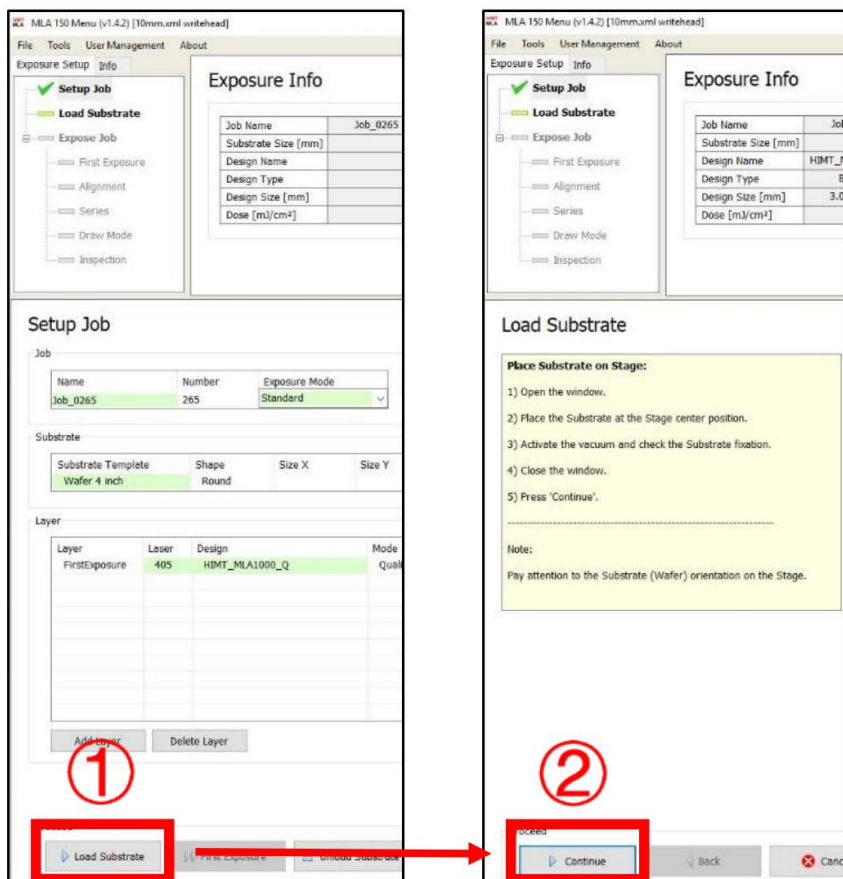 MLA 150 Menu (v1.4.2) [10mm.xml writehead]
File Tools User Management About
Exposure Setup Info
Setup Job
Load Substrate
Expose Job
First Exposure
Alignment
Series
Draw Mode
Inspection
Exposure Info
Job Name Job_0265
Substrate Size [mm]
Design Name
Design Type
Design Size [mm]
Dose [mJ/cm²]
Setup Job
Job
Name Number Exposure Mode
Job_0265 265 Standard
Substrate
Substrate Template Shape Size X Size Y
Wafer 4 inch Round
Layer
Layer Laser Design Mode
FirstExposure 405 HIMT_MLA1000_Q Quali
Add Layer Delete Layer
①
Load Substrate First Exposure Unload Substrate
MLA 150 Menu (v1.4.2) [10mm.xml writehead]
File Tools User Management About
Exposure Setup Info
Setup Job
Load Substrate
Expose Job
First Exposure
Alignment
Series
Draw Mode
Inspection
Exposure Info
Job Name Jo
Substrate Size [mm]
Design Name HIMT_M
Design Type
Design Size [mm] 3.0
Dose [mJ/cm²]
Load Substrate
Place Substrate on Stage:
1) Open the window.
2) Place the Substrate at the Stage center position.
3) Activate the vacuum and check the Substrate fixation.
4) Close the window.
5) Press 'Continue'.
Note:
Pay attention to the Substrate (Wafer) orientation on the Stage.
②
Proceed
Continue Back Canc